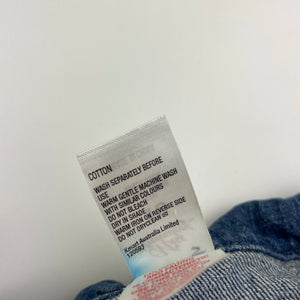 COTTON
WASH SEPARATELY BEFORE
USE
WARM GENTLE MACHINE WASH
WITH SIMILAR COLOURS
DO NOT BLEACH
DRY IN SHADE
WARM IRON ON REVERSE SIDE
DO NOT DRYCLEAN US
Kmart Australia Limited